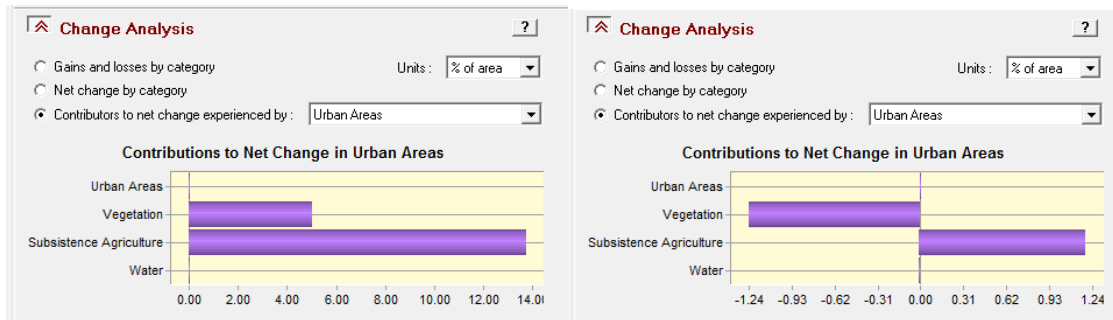 Change Analysis
?
Gains and losses by category
Units : % of area
Net change by category
Contributors to net change experienced by : Urban Areas
Contributions to Net Change in Urban Areas
Urban Areas
Vegetation
Subsistence Agriculture
Water
0.00 2.00 4.00 6.00 8.00 10.00 12.00 14.0
Change Analysis
?
Gains and losses by category
Units : % of area
Net change by category
Contributors to net change experienced by : Urban Areas
Contributions to Net Change in Urban Areas
Urban Areas
Vegetation
Subsistence Agriculture
Water
-1.24 -0.93 -0.62 -0.31 0.00 0.31 0.62 0.93 1.24